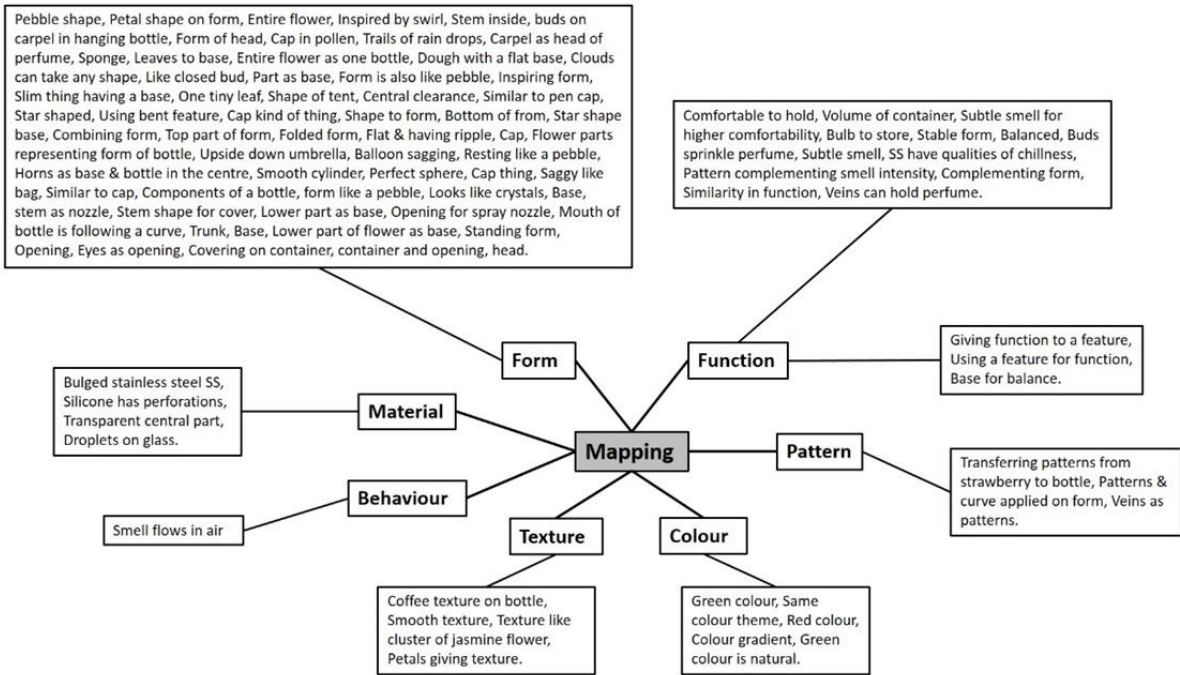 Pebble shape, Petal shape on form, Entire flower, Inspired by swirl, Stem inside, buds on
carpel in hanging bottle, Form of head, Cap in pollen, Trails of rain drops, Carpel as head of
perfume, Sponge, Leaves to base, Entire flower as one bottle, Dough with a flat base, Clouds
can take any shape, Like closed bud, Part as base, Form is also like pebble, Inspiring form,
Slim thing having a base, One tiny leaf, Shape of tent, Central clearance, Similar to pen cap,
Star shaped, Using bent feature, Cap kind of thing, Shape to form, Bottom of from, Star shape
base, Combining form, Top part of form, Folded form, Flat & having ripple, Cap, Flower parts
representing form of bottle, Upside down umbrella, Balloon sagging, Resting like a pebble,
Horns as base & bottle in the centre, Smooth cylinder, Perfect sphere, Cap thing, Saggy like
bag, Similar to cap, Components of a bottle, form like a pebble, Looks like crystals, Base,
stem as nozzle, Stem shape for cover, Lower part as base, Opening for spray nozzle, Mouth of
bottle is following a curve, Trunk, Base, Lower part of flower as base, Standing form,
Opening, Eyes as opening, Covering on container, container and opening, head.
Comfortable to hold, Volume of container, Subtle smell for
higher comfortability, Bulb to store, Stable form, Balanced, Buds
sprinkle perfume, Subtle smell, SS have qualities of chillness,
Pattern complementing smell intensity, Complementing form,
Similarity in function, Veins can hold perfume.
Form
Function
Giving function to a feature,
Using a feature for function,
Base for balance.
Bulged stainless steel SS,
Silicone has perforations,
Transparent central part,
Droplets on glass.
Material
Mapping
Pattern
Transferring patterns from
strawberry to bottle, Patterns &
curve applied on form, Veins as
patterns.
Behaviour
Smell flows in air
Texture
Colour
Coffee texture on bottle,
Smooth texture, Texture like
cluster of jasmine flower,
Petals giving texture.
Green colour, Same
colour theme, Red colour,
Colour gradient, Green
colour is natural.